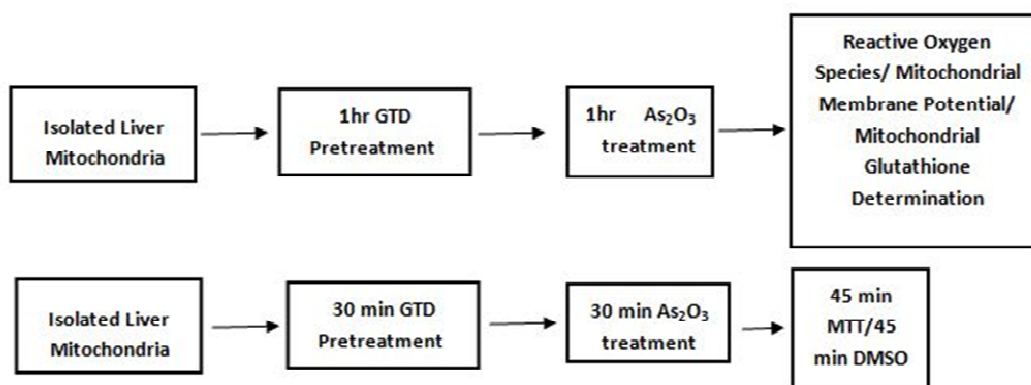 Isolated Liver
Mitochondria
1hr GTD
Pretreatment
1hr As₂O₃
treatment
Reactive Oxygen
Species/ Mitochondrial
Membrane Potential/
Mitochondrial
Glutathione
Determination
Isolated Liver
Mitochondria
30 min GTD
Pretreatment
30 min As₂O₃
treatment
45 min
MTT/45
min DMSO